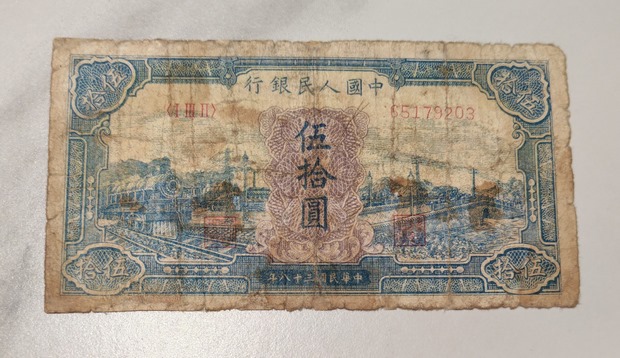 行銀民人國中
〈I III II〉
65179203
伍拾圓
伍拾
拾伍
伍拾
伍拾
年八十三國民華中